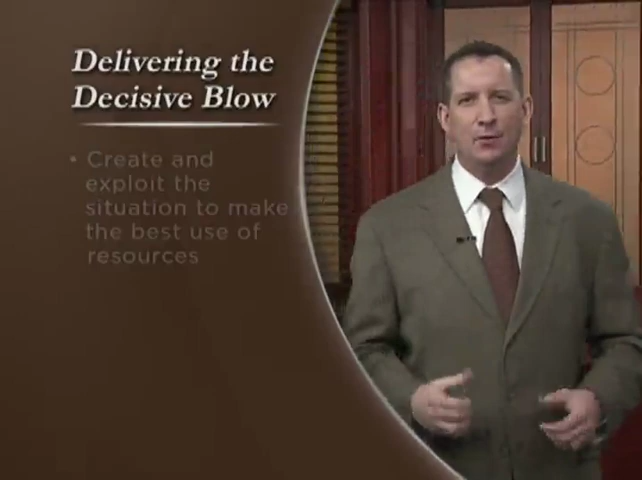 Delivering the
Decisive Blow
• Create and
exploit the
situation to make
the best use of
resources